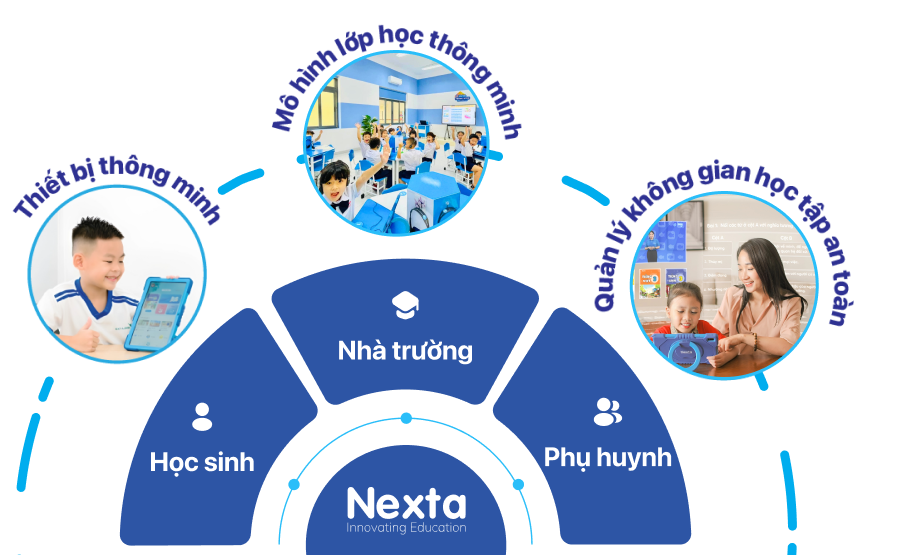 Mô hình lớp học thông minh
Thiết bị thông minh
Quản lý không gian học tập an toàn
Nhà trường
Học sinh
Phụ huynh
Nexta
Innovating Education